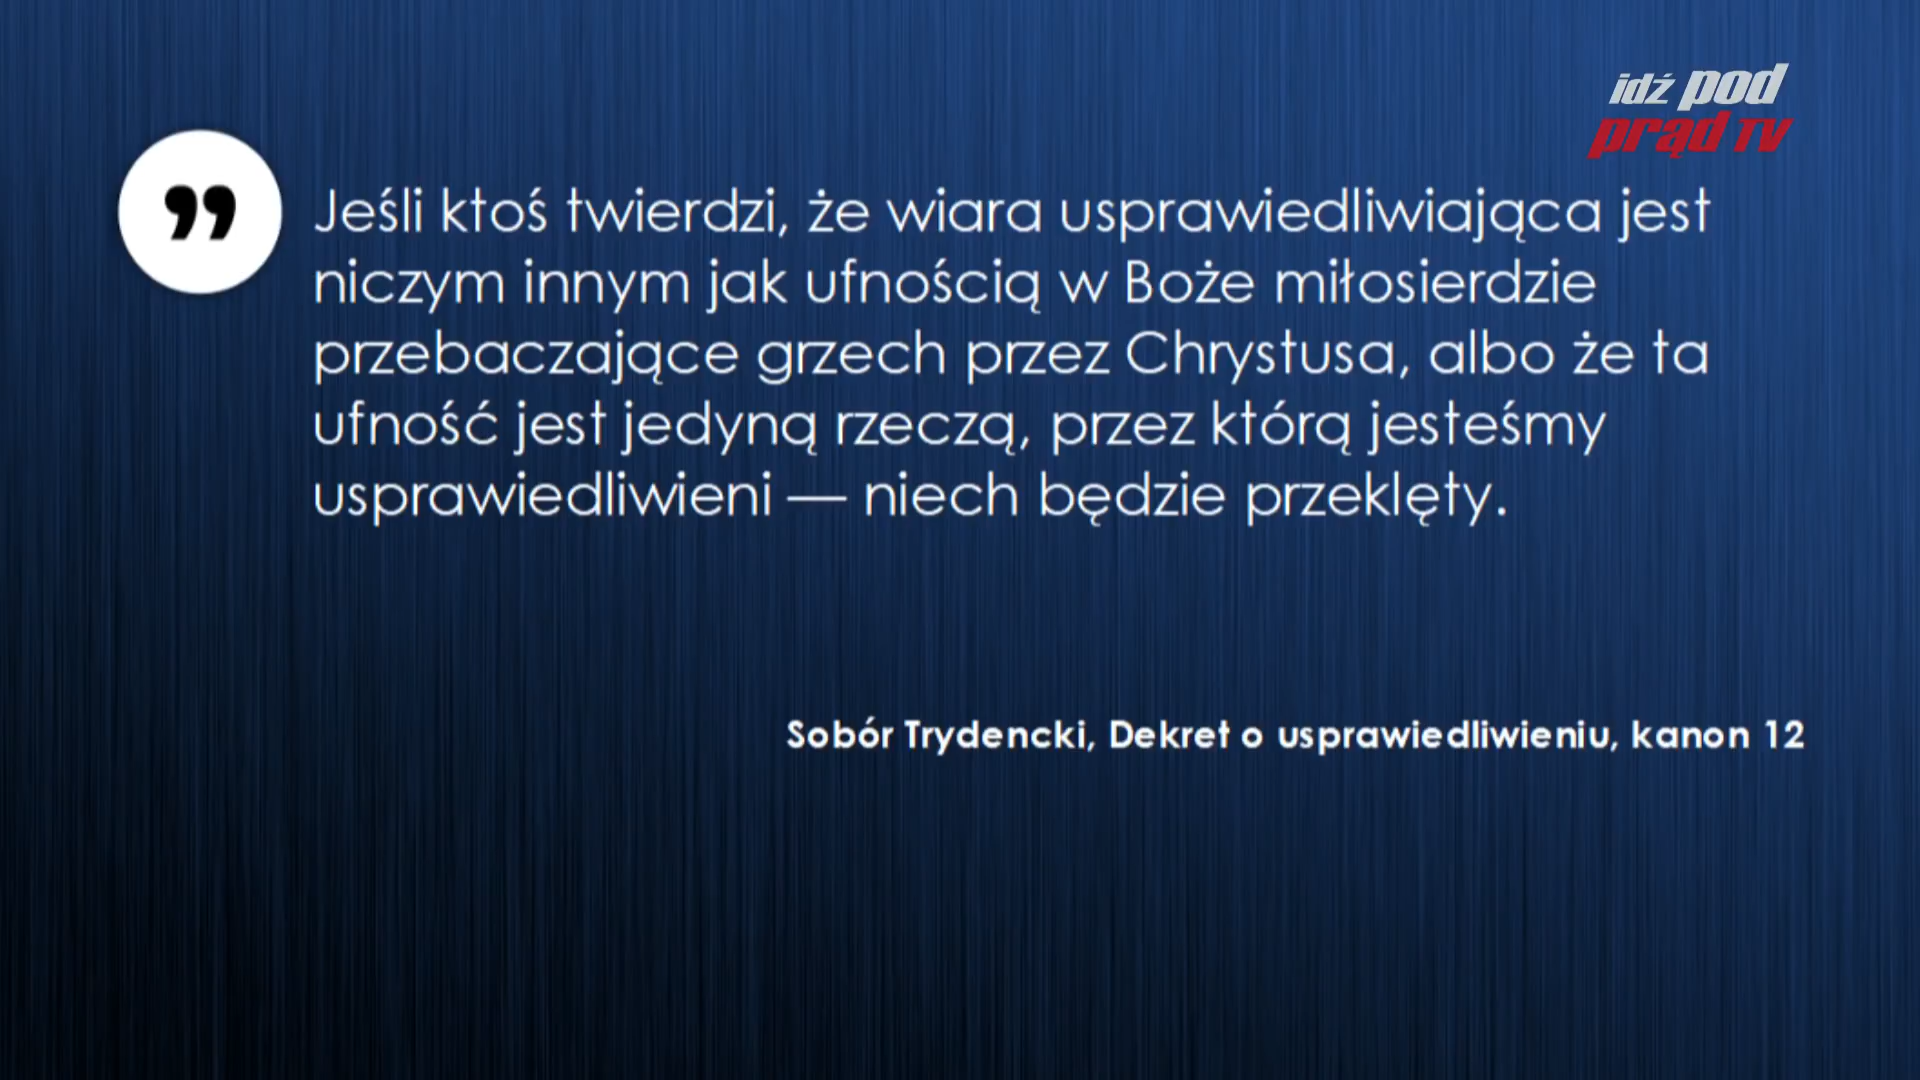 idź pod
prąd TV
Jeśli ktoś twierdzi, że wiara usprawiedliwiająca jest
niczym innym jak ufnością w Boże miłosierdzie
przebaczające grzech przez Chrystusa, albo że ta
ufność jest jedyną rzeczą, przez którą jesteśmy
usprawiedliwieni — niech będzie przeklęty.
Sobór Trydencki, Dekret o usprawiedliwieniu, kanon 12